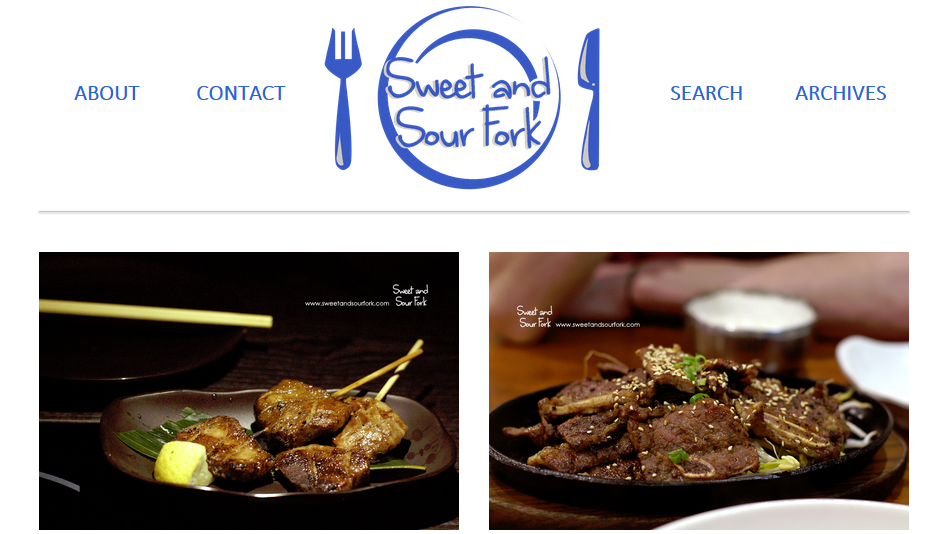 ABOUT
CONTACT
Sweet and
Sour Fork
SEARCH
ARCHIVES
Sweet and
www.sweetandsourfork.com Sour Fork
Sweet and
Sour Fork www.sweetandsourfork.com